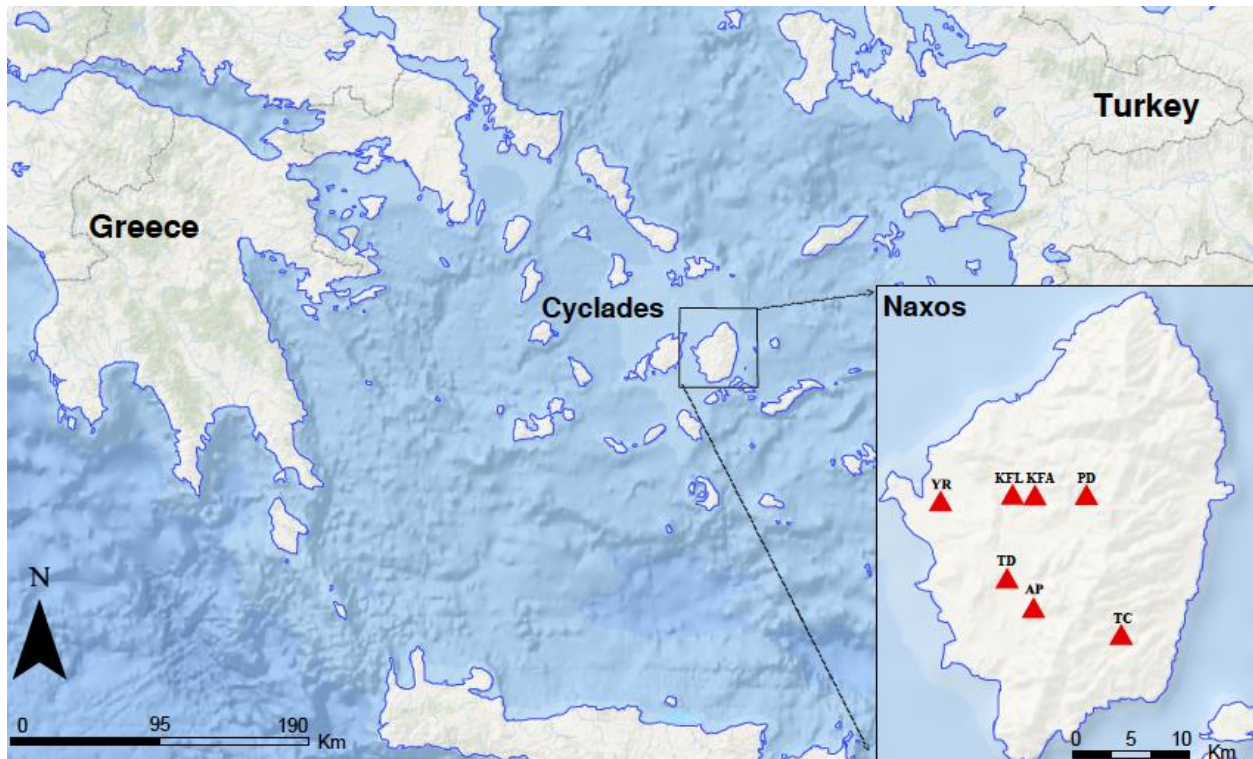 Turkey
Greece
Cyclades
Naxos
YR
KFL KFA PD
TD
AP
TC
N
0 95 190
Km
0 5 10
Km